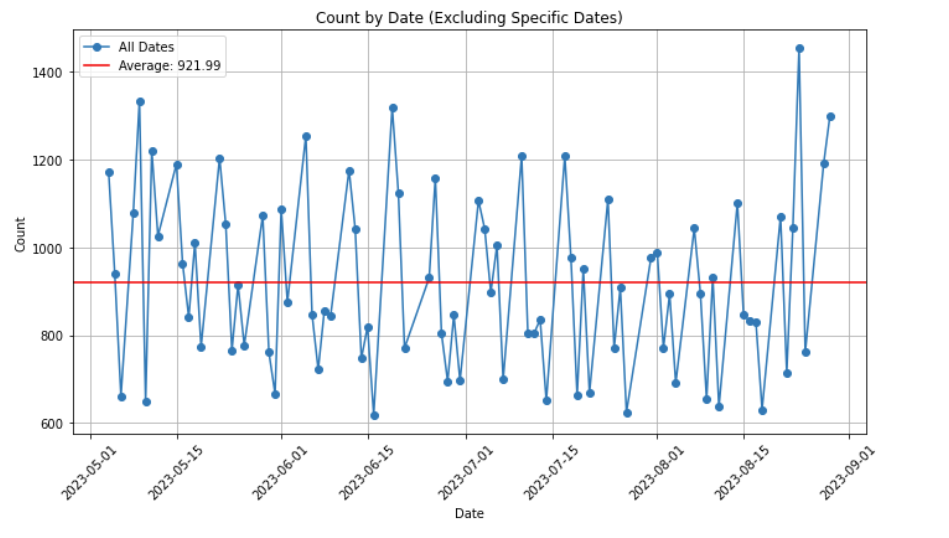 Count by Date (Excluding Specific Dates)
All Dates
Average: 921.99
1400
1200
1000
800
600
Count
2023-05-01
2023-05-15
2023-06-01
2023-06-15
2023-07-01
2023-07-15
2023-08-01
2023-08-15
2023-09-01
Date